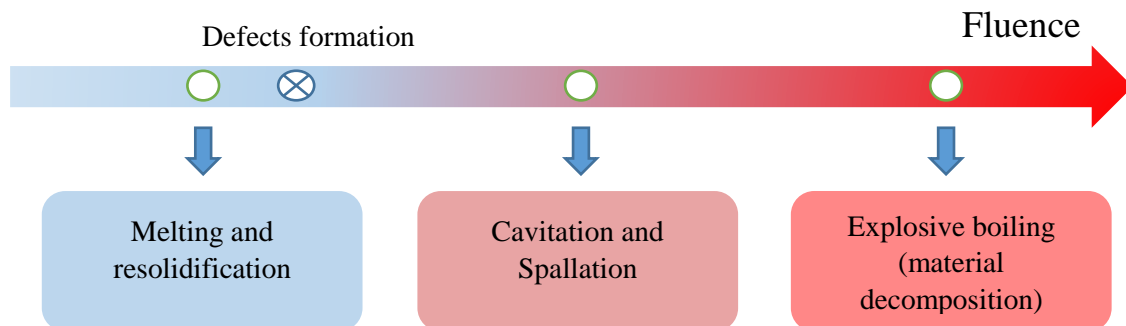 Fluence
Defects formation
Melting and
resolidification
Cavitation and
Spallation
Explosive boiling
(material
decomposition)